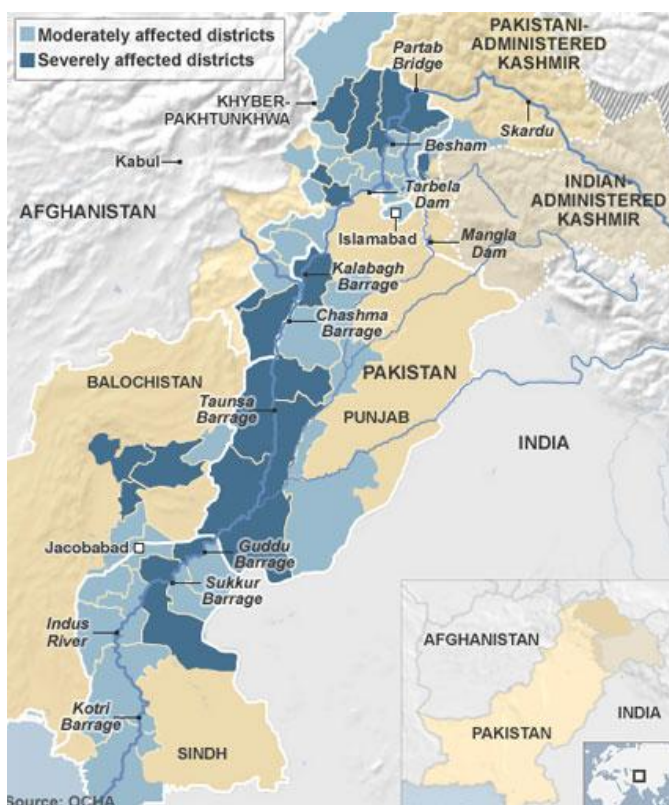 Moderately affected districts
Severely affected districts
PAKISTANI-
ADMINISTERED
KASHMIR
Partab
Bridge
KHYBER-
PAKHTUNKHWA
Skardu
Besham
Kabul
Tarbela
Dam
INDIAN-
ADMINISTERED
KASHMIR
AFGHANISTAN
Islamabad
Mangla
Dam
Kalabagh
Barrage
Chashma
Barrage
BALOCHISTAN
PAKISTAN
Taunsa
Barrage
PUNJAB
INDIA
Jacobabad
Guddu
Barrage
Sukkur
Barrage
Indus
River
Kotri
Barrage
SINDH
AFGHANISTAN
PAKISTAN
INDIA
Source: OCHA